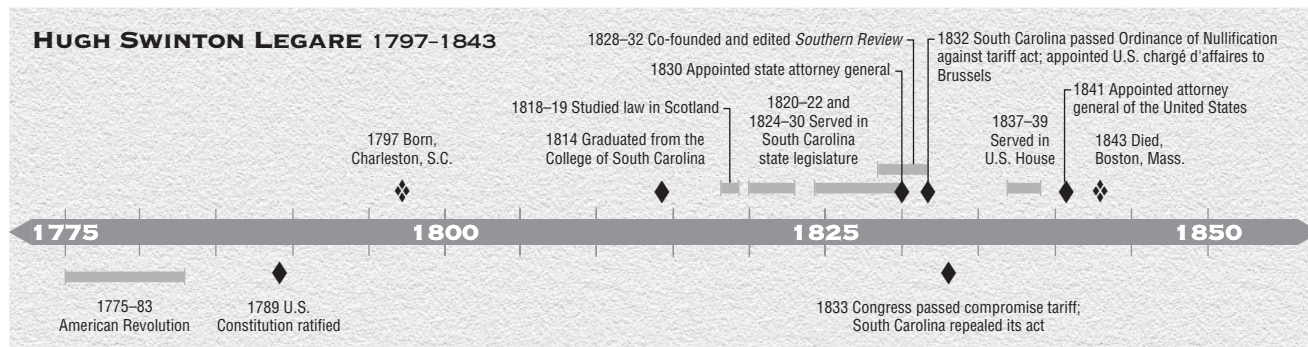 HUGH SWINTON LEGARE 1797–1843
1828–32 Co-founded and edited Southern Review
1832 South Carolina passed Ordinance of Nullification
against tariff act; appointed U.S. chargé d'affaires to
Brussels
1830 Appointed state attorney general
1841 Appointed attorney
general of the United States
1818–19 Studied law in Scotland
1820–22 and
1824–30 Served in
South Carolina
state legislature
1837–39
Served in
U.S. House
1797 Born,
Charleston, S.C.
1814 Graduated from the
College of South Carolina
1843 Died,
Boston, Mass.
1775
1800
1825
1850
1775–83
American Revolution
1789 U.S.
Constitution ratified
1833 Congress passed compromise tariff;
South Carolina repealed its act